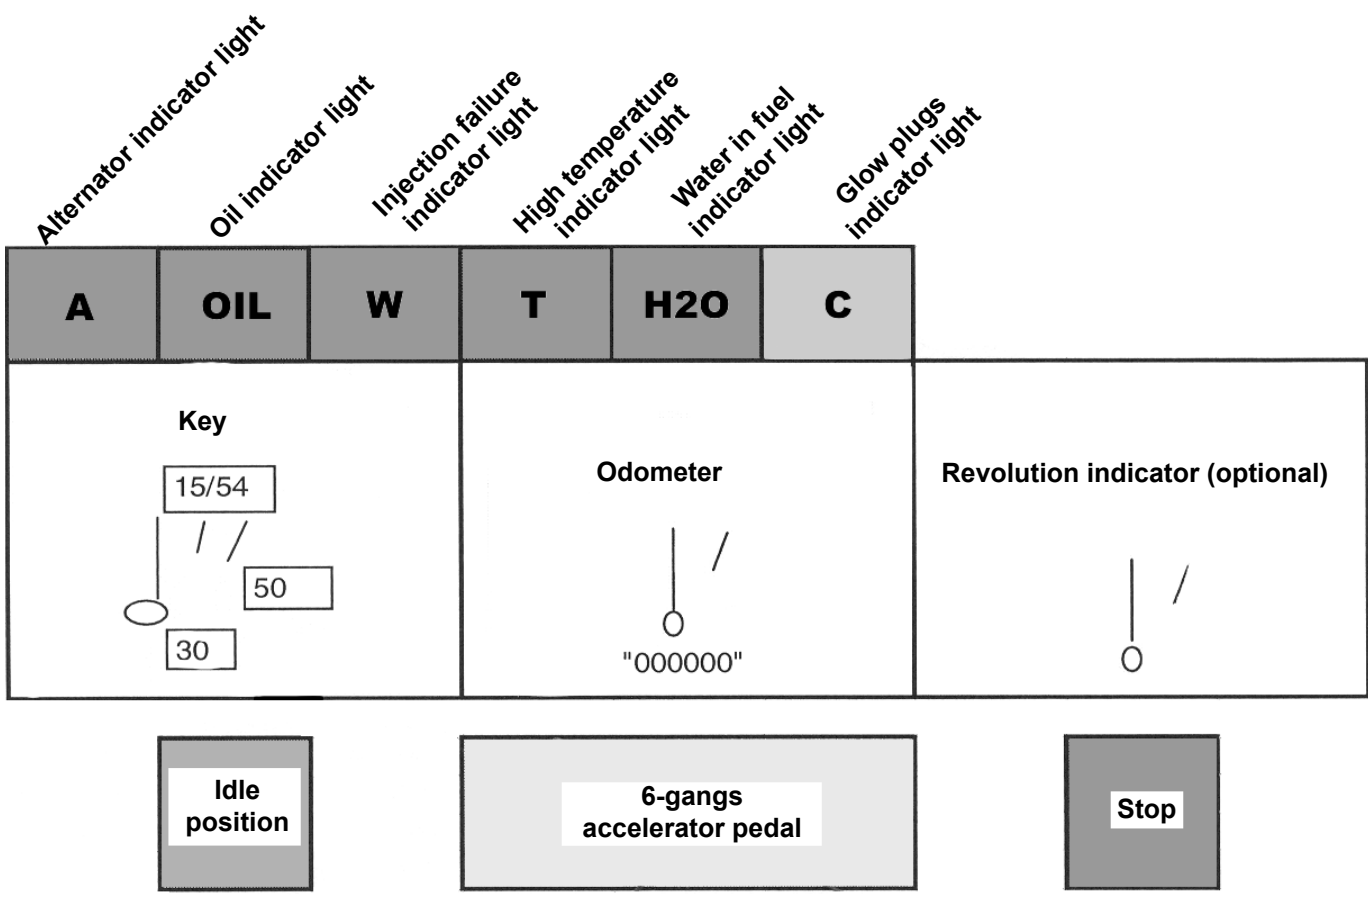 Alternator indicator light
Oil indicator light
Injection failure
indicator light
High temperature
indicator light
Water in fuel
indicator light
Glow plugs
indicator light
A
OIL
W
T
H2O
C
Key
15/54
50
30
Odometer
"000000"
Revolution indicator (optional)
Idle
position
6-gangs
accelerator pedal
Stop